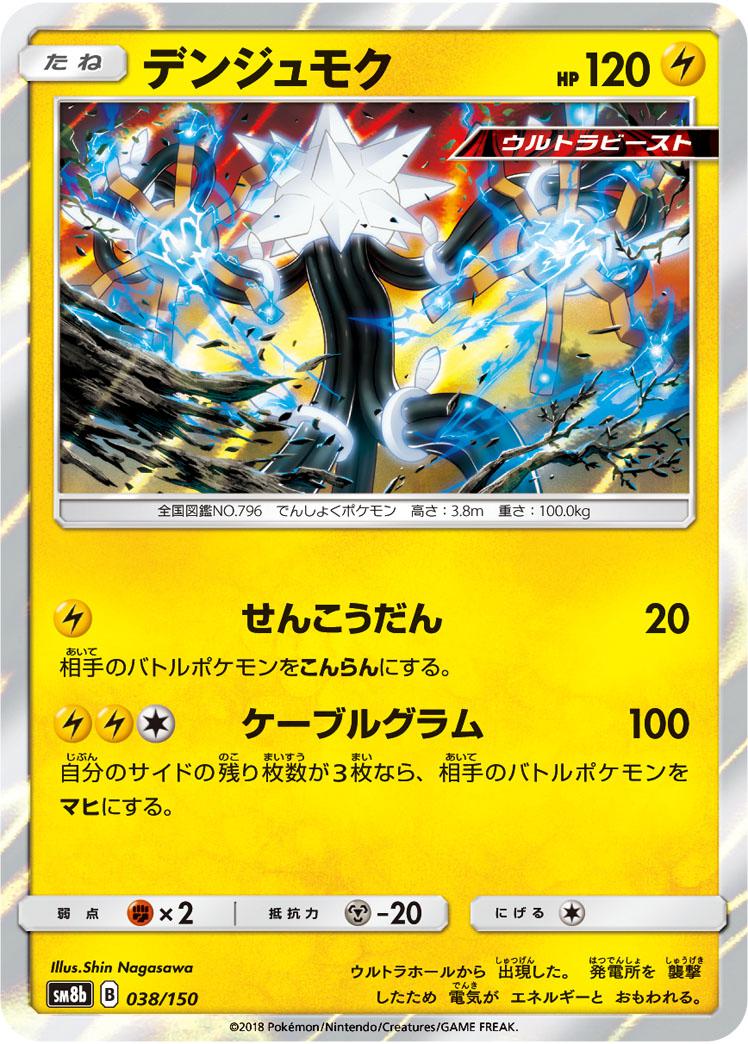 たね デンジュモク HP 120
ウルトラビースト
全国図鑑NO.796 でんしょくポケモン 高さ:3.8m 重さ:100.0kg
せんこうだん 20
相手のバトルポケモンをこんらんにする。
ケーブルグラム 100
自分のサイドの残り枚数が3枚なら、相手のバトルポケモンを
マヒにする。
弱点 ×2 抵抗力 -20 にげる
Illus.Shin Nagasawa
ウルトラホールから 出現した。 発電所を 襲撃
したため 電気が エネルギーと おもわれる。
SM8b B 038/150
©2018 Pokémon/Nintendo/Creatures/GAME FREAK.